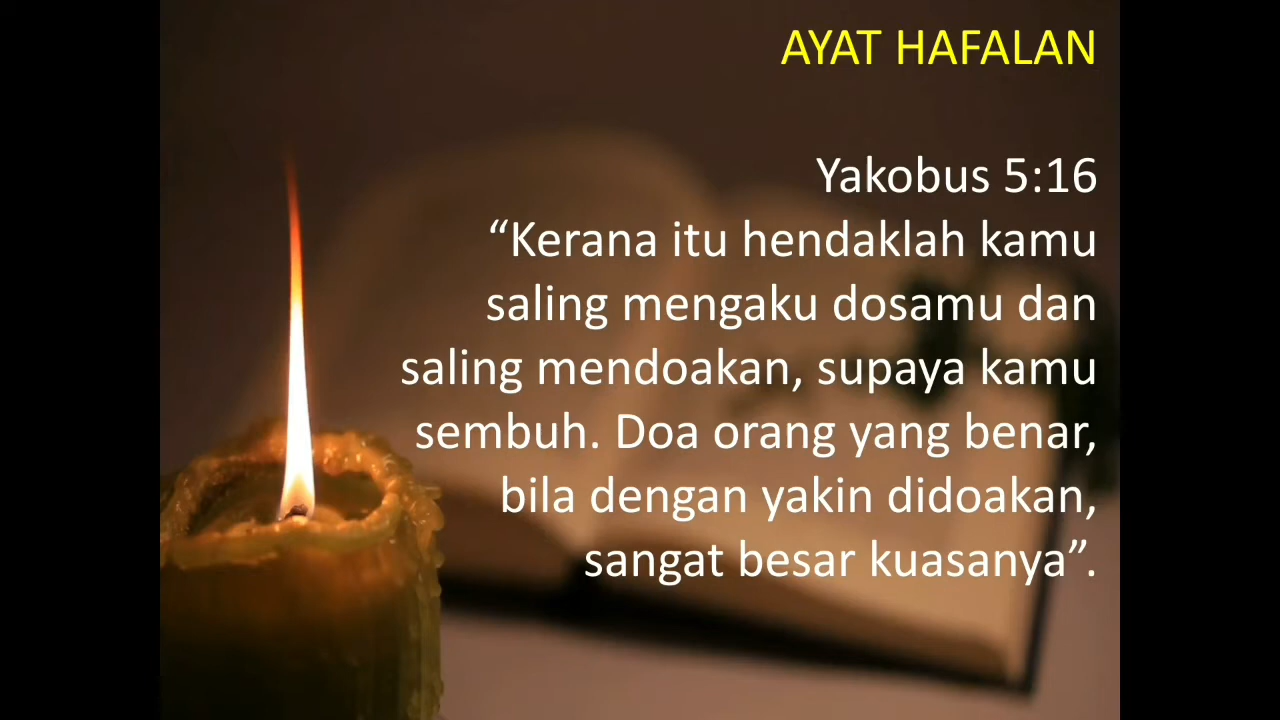 AYAT HAFALAN
Yakobus 5:16
“Kerana itu hendaklah kamu
saling mengaku dosamu dan
saling mendoakan, supaya kamu
sembuh. Doa orang yang benar,
bila dengan yakin didoakan,
sangat besar kuasanya”.